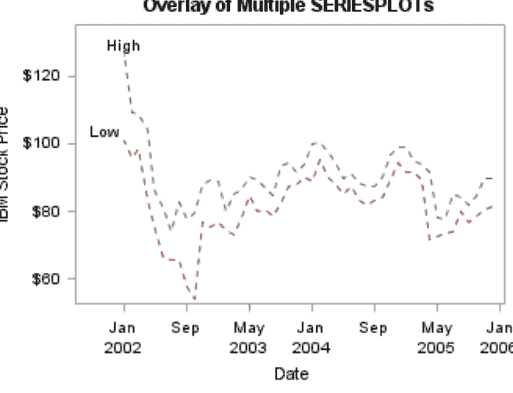 Overlay of Multiple SERIESPLOTs
High
Low
$120
$100
$80
$60
IBM Stock Price
Jan Sep May Jan Sep May Jan
2002 2003 2004 2005 2006
Date